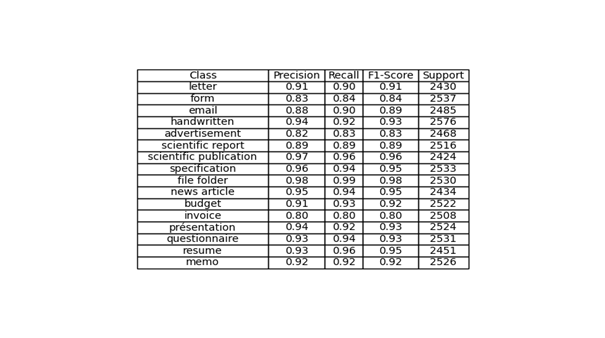 Class Precision Recall F1-Score Support
letter 0.91 0.90 0.91 2430
form 0.83 0.84 0.84 2537
email 0.88 0.90 0.89 2485
handwritten 0.94 0.92 0.93 2576
advertisement 0.82 0.83 0.83 2468
scientific report 0.89 0.89 0.89 2516
scientific publication 0.97 0.96 0.96 2424
specification 0.96 0.94 0.95 2533
file folder 0.98 0.99 0.98 2530
news article 0.95 0.94 0.95 2434
budget 0.91 0.93 0.92 2522
invoice 0.80 0.80 0.80 2508
présentation 0.94 0.92 0.93 2524
questionnaire 0.93 0.94 0.93 2531
resume 0.93 0.96 0.95 2451
memo 0.92 0.92 0.92 2526